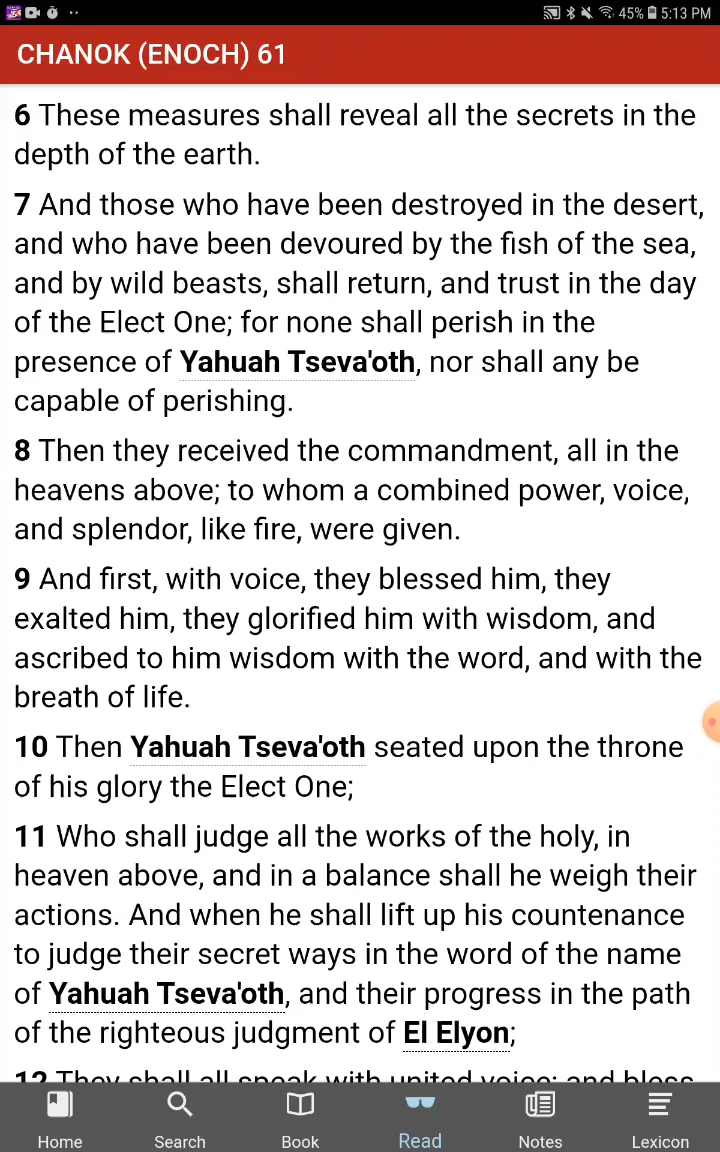 45% 5:13 PM
CHANOK (ENOCH) 61
6 These measures shall reveal all the secrets in the
depth of the earth.
7 And those who have been destroyed in the desert,
and who have been devoured by the fish of the sea,
and by wild beasts, shall return, and trust in the day
of the Elect One; for none shall perish in the
presence of Yahuah Tseva'oth, nor shall any be
capable of perishing.
8 Then they received the commandment, all in the
heavens above; to whom a combined power, voice,
and splendor, like fire, were given.
9 And first, with voice, they blessed him, they
exalted him, they glorified him with wisdom, and
ascribed to him wisdom with the word, and with the
breath of life.
10 Then Yahuah Tseva'oth seated upon the throne
of his glory the Elect One;
11 Who shall judge all the works of the holy, in
heaven above, and in a balance shall he weigh their
actions. And when he shall lift up his countenance
to judge their secret ways in the word of the name
of Yahuah Tseva'oth, and their progress in the path
of the righteous judgment of El Elyon;
12 They shall all speak with united voice; and bless
Home Search Book Read Notes Lexicon